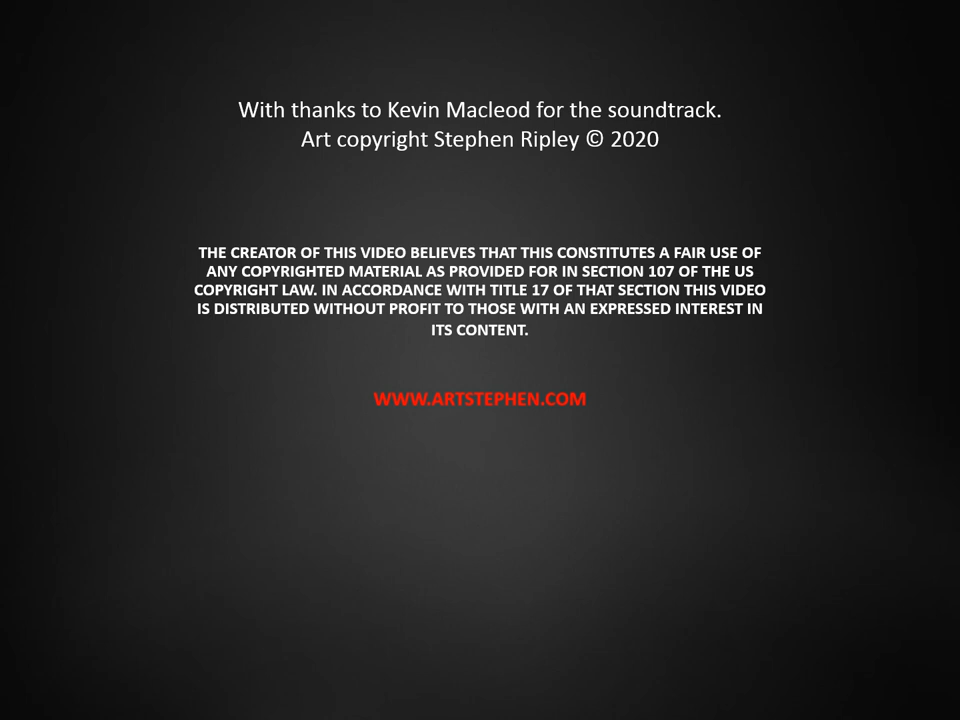 With thanks to Kevin Macleod for the soundtrack.
Art copyright Stephen Ripley © 2020
THE CREATOR OF THIS VIDEO BELIEVES THAT THIS CONSTITUTES A FAIR USE OF
ANY COPYRIGHTED MATERIAL AS PROVIDED FOR IN SECTION 107 OF THE US
COPYRIGHT LAW. IN ACCORDANCE WITH TITLE 17 OF THAT SECTION THIS VIDEO
IS DISTRIBUTED WITHOUT PROFIT TO THOSE WITH AN EXPRESSED INTEREST IN
ITS CONTENT.
WWW.ARTSTEPHEN.COM